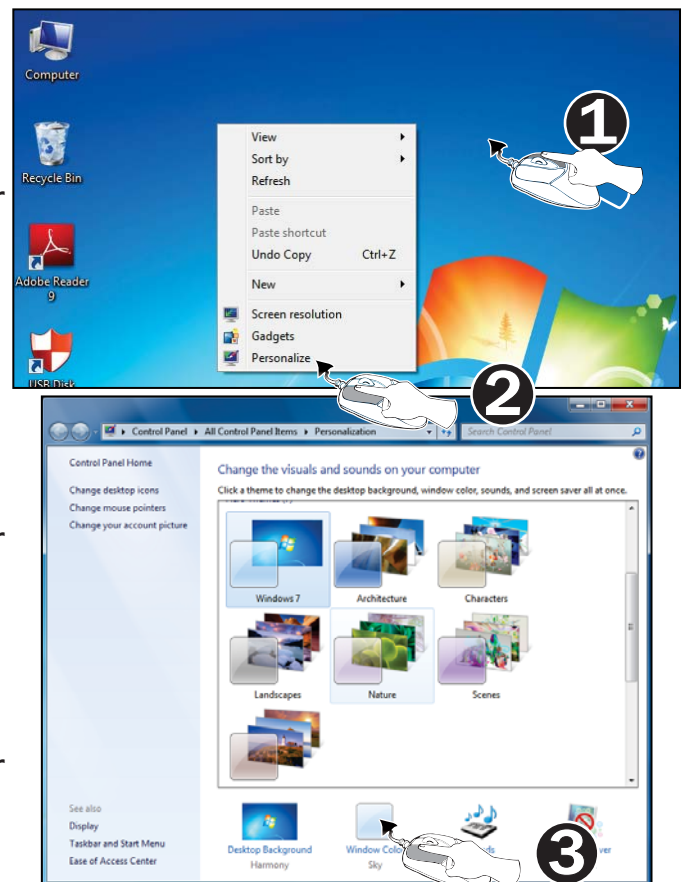 Computer
Recycle Bin
Adobe Reader
9
USB Disk
View
Sort by
Refresh
Paste
Paste shortcut
Undo Copy Ctrl+Z
New
Screen resolution
Gadgets
Personalize
1
2
Control Panel All Control Panel Items Personalization Search Control Panel
Control Panel Home
Change desktop icons
Change mouse pointers
Change your account picture
Change the visuals and sounds on your computer
Click a theme to change the desktop background, window color, sounds, and screen saver all at once.
Windows 7 Architecture Characters
Landscapes Nature Scenes
See also
Display
Taskbar and Start Menu
Ease of Access Center
Desktop Background
Harmony
Window Colo
Sky
ds
ver
3